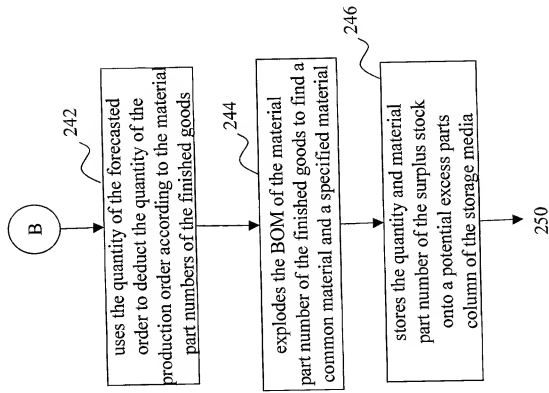 B
242
uses the quantity of the forecasted
order to deduct the quantity of the
production order according to the material
part numbers of the finished goods
244
explodes the BOM of the material
part number of the finished goods to find a
common material and a specified material
246
stores the quantity and material
part number of the surplus stock
onto a potential excess parts
column of the storage media
250